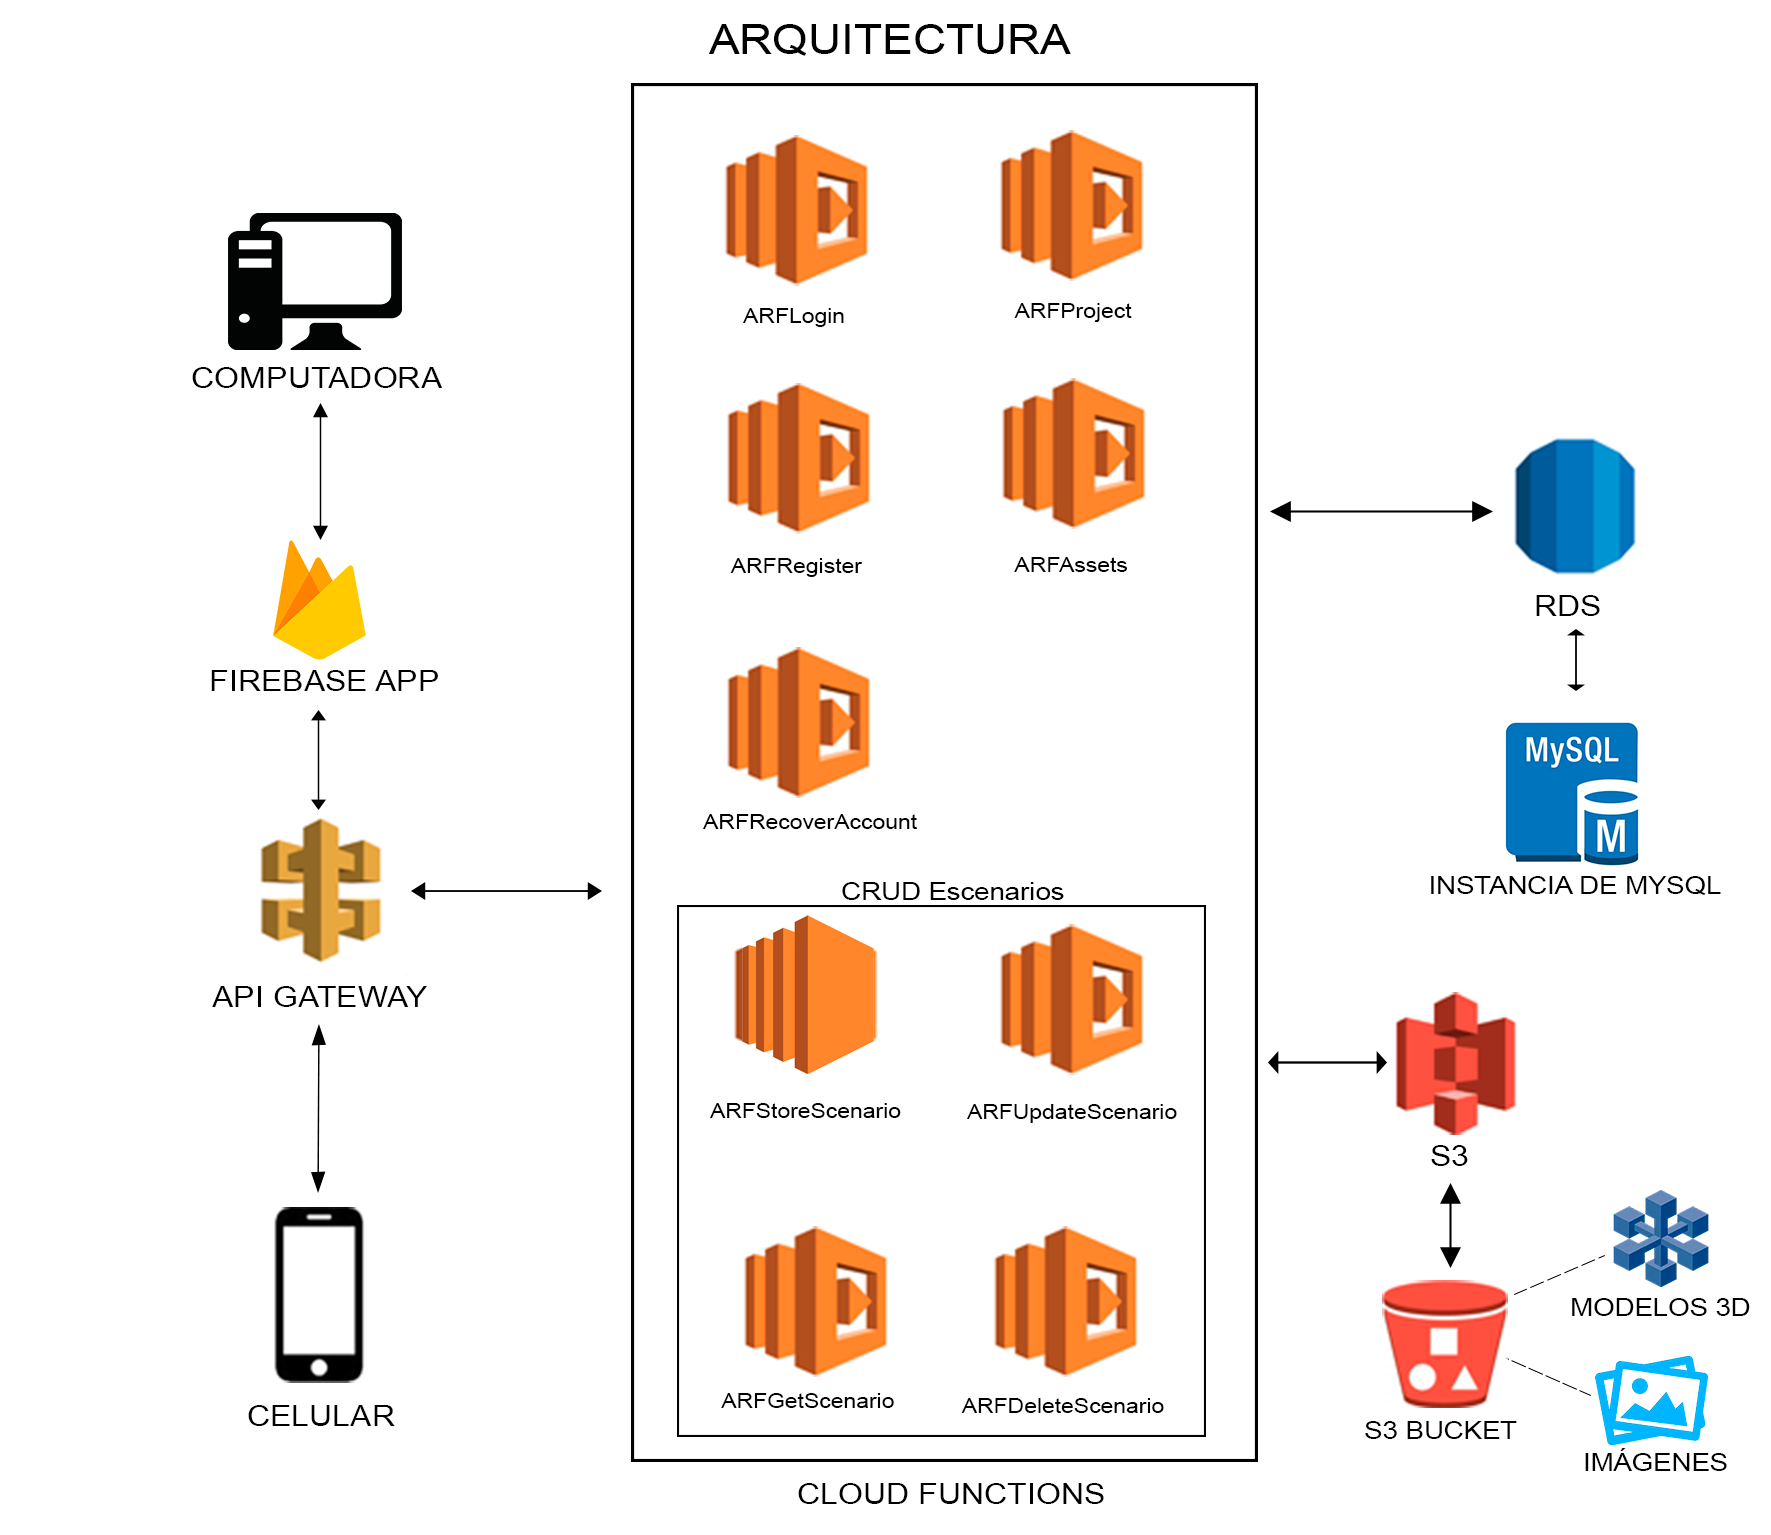 ARQUITECTURA
COMPUTADORA
FIREBASE APP
API GATEWAY
CELULAR
ARFLogin
ARFProject
ARFRegister
ARFAssets
ARFRecoverAccount
CRUD Escenarios
ARFStoreScenario
ARFUpdateScenario
ARFGetScenario
ARFDeleteScenario
CLOUD FUNCTIONS
RDS
MySQL
M
INSTANCIA DE MYSQL
S3
MODELOS 3D
S3 BUCKET
IMÁGENES